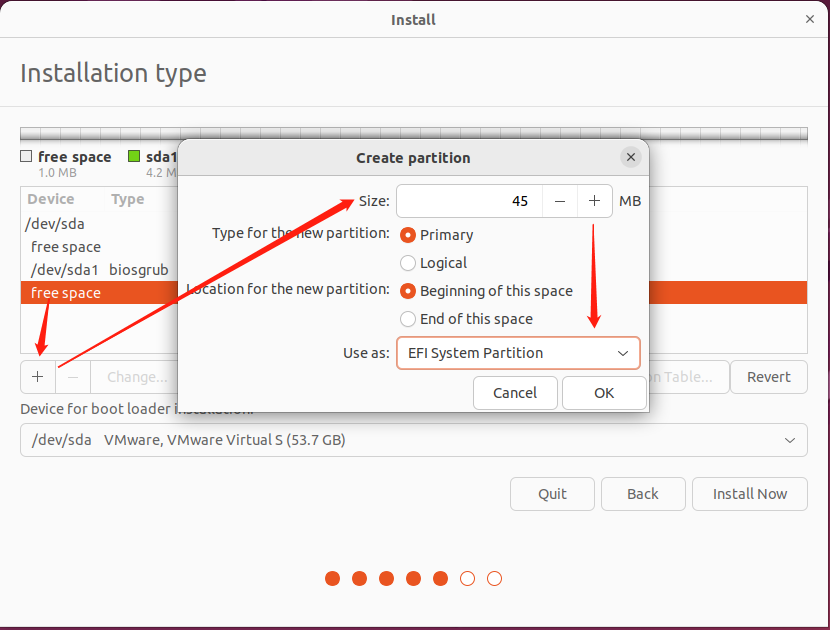 Install
Installation type
free space sda1
1.0 MB 4.2 M
Device Type
/dev/sda
free space
/dev/sda1 biosgrub
free space
+ − Change... on Table... Revert
Device for boot loader installation:
/dev/sda VMware, VMware Virtual S (53.7 GB)
Quit Back Install Now
Create partition
Size: 45 − + MB
Type for the new partition: Primary
Logical
Location for the new partition: Beginning of this space
End of this space
Use as: EFI System Partition
Cancel OK